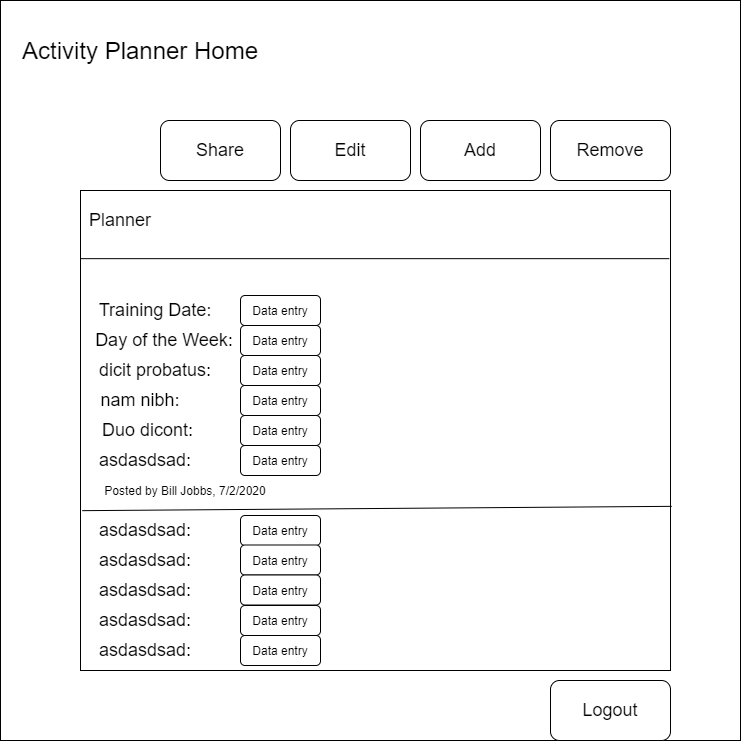 Activity Planner Home
Share Edit Add Remove
Planner
Training Date: Data entry
Day of the Week: Data entry
dicit probatus: Data entry
nam nibh: Data entry
Duo dicont: Data entry
asdasdsad: Data entry
Posted by Bill Jobbs, 7/2/2020
asdasdsad: Data entry
asdasdsad: Data entry
asdasdsad: Data entry
asdasdsad: Data entry
asdasdsad: Data entry
Logout